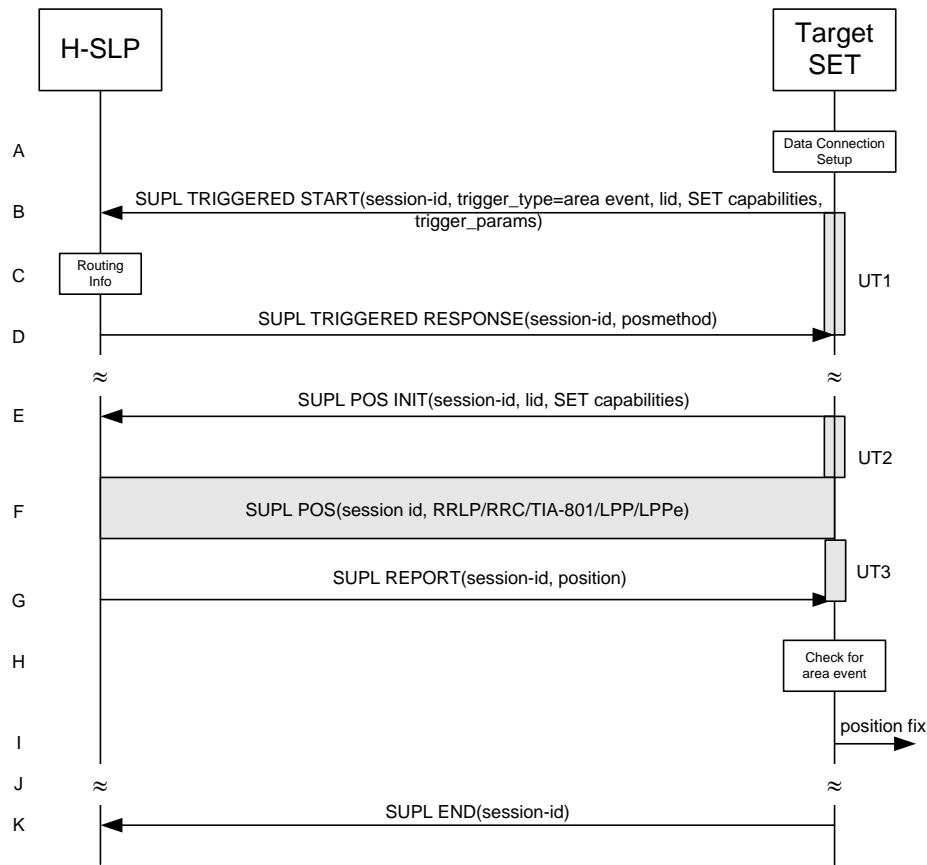 H-SLP
Target
SET
A
Data Connection
Setup
B
SUPL TRIGGERED START(session-id, trigger_type=area event, lid, SET capabilities,
trigger_params)
C
Routing
Info
UT1
D
SUPL TRIGGERED RESPONSE(session-id, posmethod)
≈
≈
E
SUPL POS INIT(session-id, lid, SET capabilities)
UT2
F
SUPL POS(session id, RRLP/RRC/TIA-801/LPP/LPPe)
UT3
G
SUPL REPORT(session-id, position)
H
Check for
area event
I
position fix
J
≈
≈
K
SUPL END(session-id)